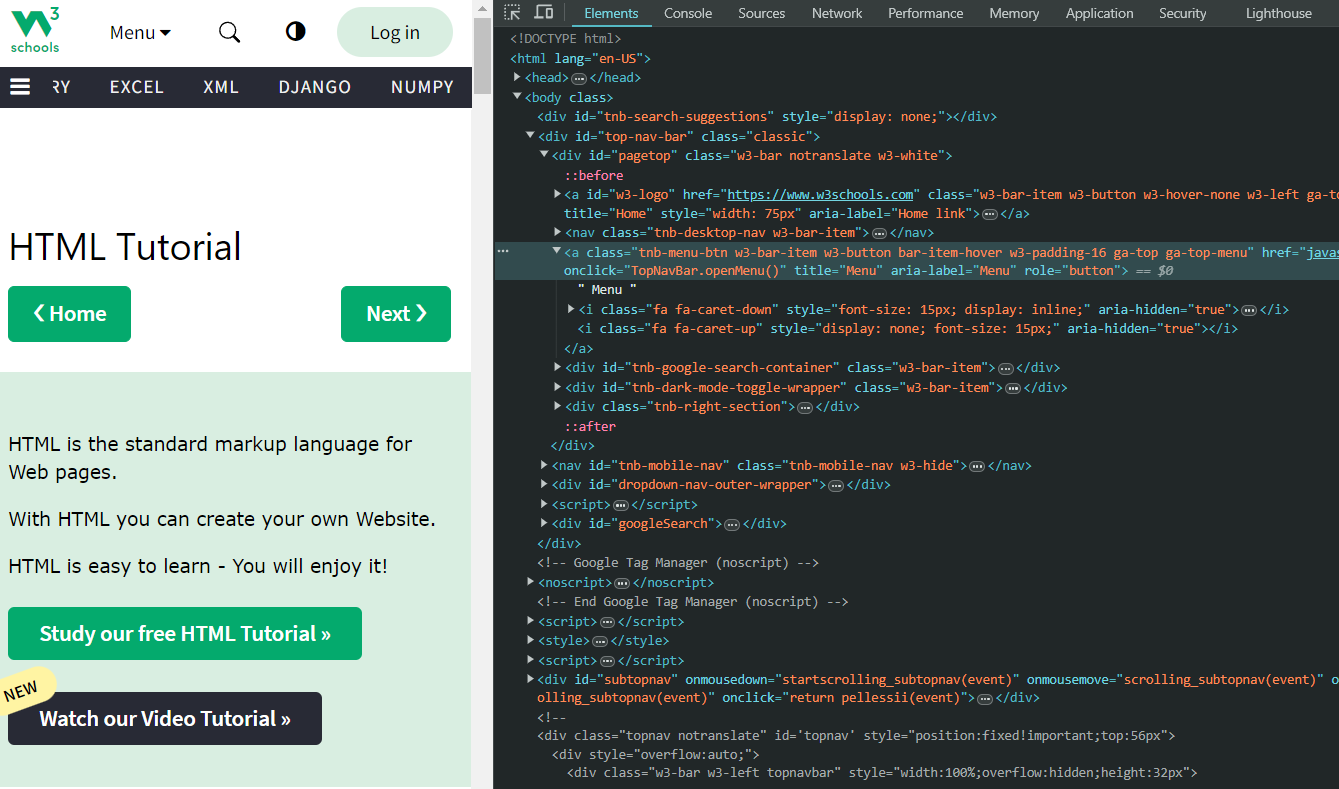 W3 schools
Menu
Log in
RY EXCEL XML DJANGO NUMPY
HTML Tutorial
❮ Home
Next ❯
HTML is the standard markup language for
Web pages.
With HTML you can create your own Website.
HTML is easy to learn - You will enjoy it!
Study our free HTML Tutorial »
NEW
Watch our Video Tutorial »
Elements Console Sources Network Performance Memory Application Security Lighthouse
<!DOCTYPE html>
<html lang="en-US">
<head>…</head>
<body class>
<div id="tnb-search-suggestions" style="display: none;"></div>
<div id="top-nav-bar" class="classic">
<div id="pagetop" class="w3-bar notranslate w3-white">
::before
<a id="w3-logo" href="https://www.w3schools.com" class="w3-bar-item w3-button w3-hover-none w3-left ga-to
title="Home" style="width: 75px" aria-label="Home link">…</a>
<nav class="tnb-desktop-nav w3-bar-item">…</nav>
<a class="tnb-menu-btn w3-bar-item w3-button bar-item-hover w3-padding-16 ga-top ga-top-menu" href="javas
onclick="TopNavBar.openMenu()" title="Menu" aria-label="Menu" role="button"> == $0
" Menu "
<i class="fa fa-caret-down" style="font-size: 15px; display: inline;" aria-hidden="true">…</i>
<i class="fa fa-caret-up" style="display: none; font-size: 15px;" aria-hidden="true"></i>
</a>
<div id="tnb-google-search-container" class="w3-bar-item">…</div>
<div id="tnb-dark-mode-toggle-wrapper" class="w3-bar-item">…</div>
<div class="tnb-right-section">…</div>
::after
</div>
<nav id="tnb-mobile-nav" class="tnb-mobile-nav w3-hide">…</nav>
<div id="dropdown-nav-outer-wrapper">…</div>
<script>…</script>
<div id="googleSearch">…</div>
</div>
<!-- Google Tag Manager (noscript) -->
<noscript>…</noscript>
<!-- End Google Tag Manager (noscript) -->
<script>…</script>
<style>…</style>
<script>…</script>
<div id="subtopnav" onmousedown="startscrolling_subtopnav(event)" onmousemove="scrolling_subtopnav(event)" o
olling_subtopnav(event)" onclick="return pellessii(event)">…</div>
<!--
<div class="topnav notranslate" id='topnav' style="position:fixed!important;top:56px">
<div style="overflow:auto;">
<div class="w3-bar w3-left topnavbar" style="width:100%;overflow:hidden;height:32px">